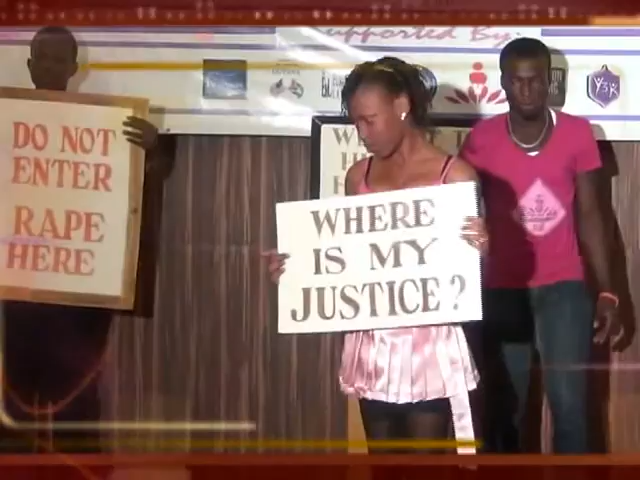 Supported By:
DO NOT
ENTER
RAPE
HERE
WHERE
IS MY
JUSTICE?